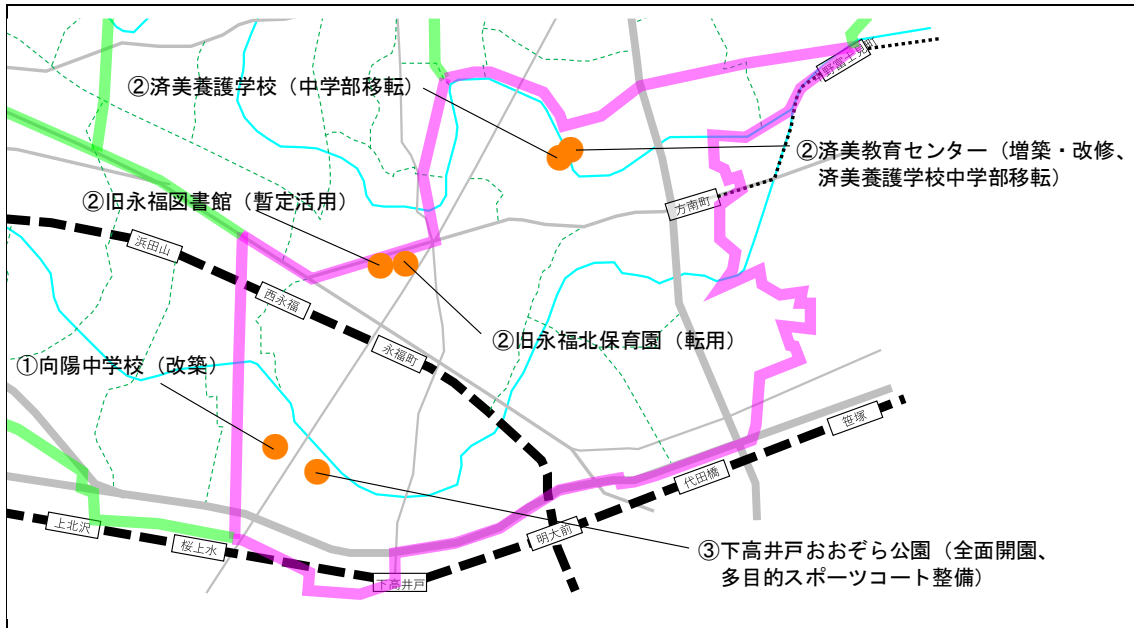 ②済美養護学校（中学部移転）
野富士見町
②済美教育センター（増築・改修、
済美養護学校中学部移転）
②旧永福図書館（暫定活用）
方南町
浜田山
西永福
②旧永福北保育園（転用）
永福町
①向陽中学校（改築）
笹塚
代田橋
上北沢
桜上水
明大前
③下高井戸おおぞら公園（全面開園、
多目的スポーツコート整備）
下高井戸